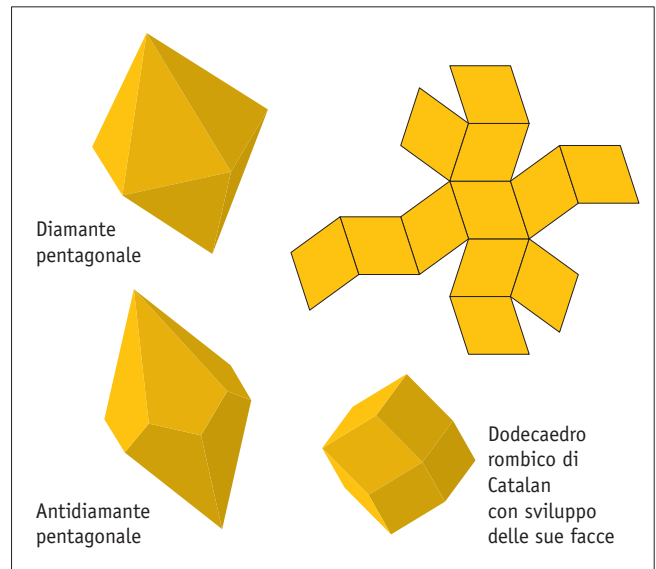 Diamante
pentagonale
Antidiamante
pentagonale
Dodecaedro
rombico di
Catalan
con sviluppo
delle sue facce